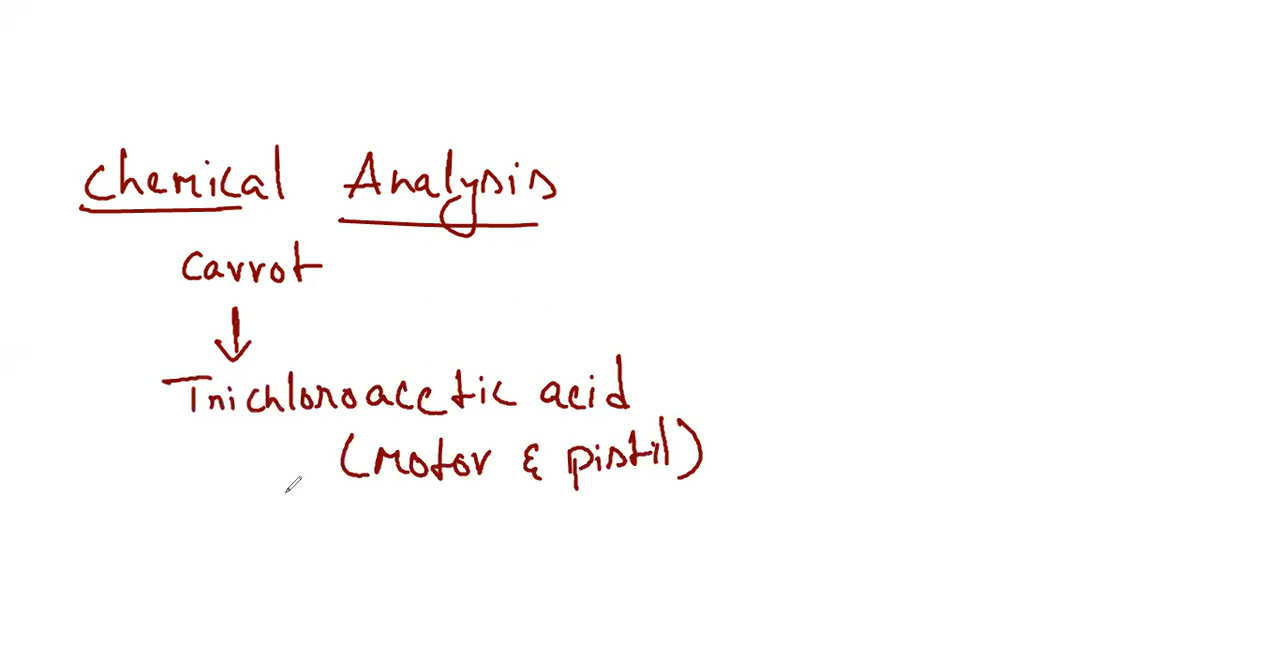 Chemical Analysis
Carrot
Trichloroacetic acid
(Motor & pistil)